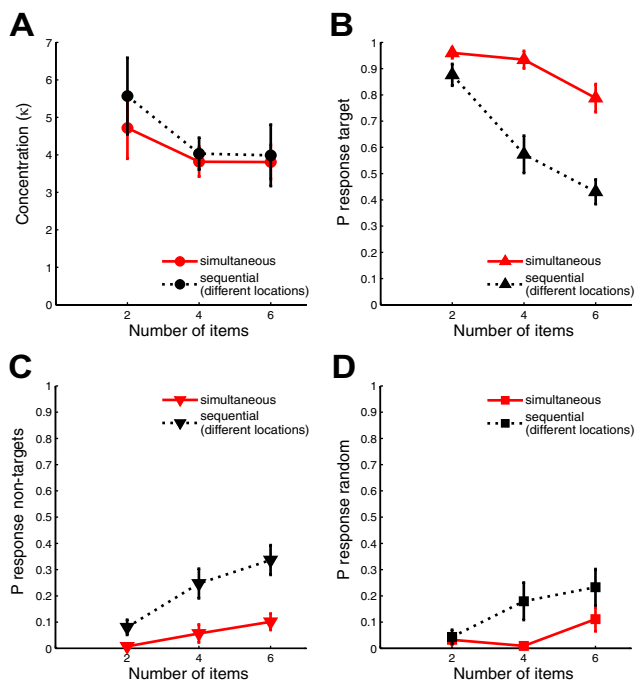 A
Concentration (κ)
7
6
5
4
3
2
1
0
simultaneous
sequential
(different locations)
2
4
6
Number of items
B
P response target
1
0.9
0.8
0.7
0.6
0.5
0.4
0.3
0.2
0.1
0
simultaneous
sequential
(different locations)
2
4
6
Number of items
C
P response non-targets
1
0.9
0.8
0.7
0.6
0.5
0.4
0.3
0.2
0.1
0
simultaneous
sequential
(different locations)
2
4
6
Number of items
D
P response random
1
0.9
0.8
0.7
0.6
0.5
0.4
0.3
0.2
0.1
0
simultaneous
sequential
(different locations)
2
4
6
Number of items